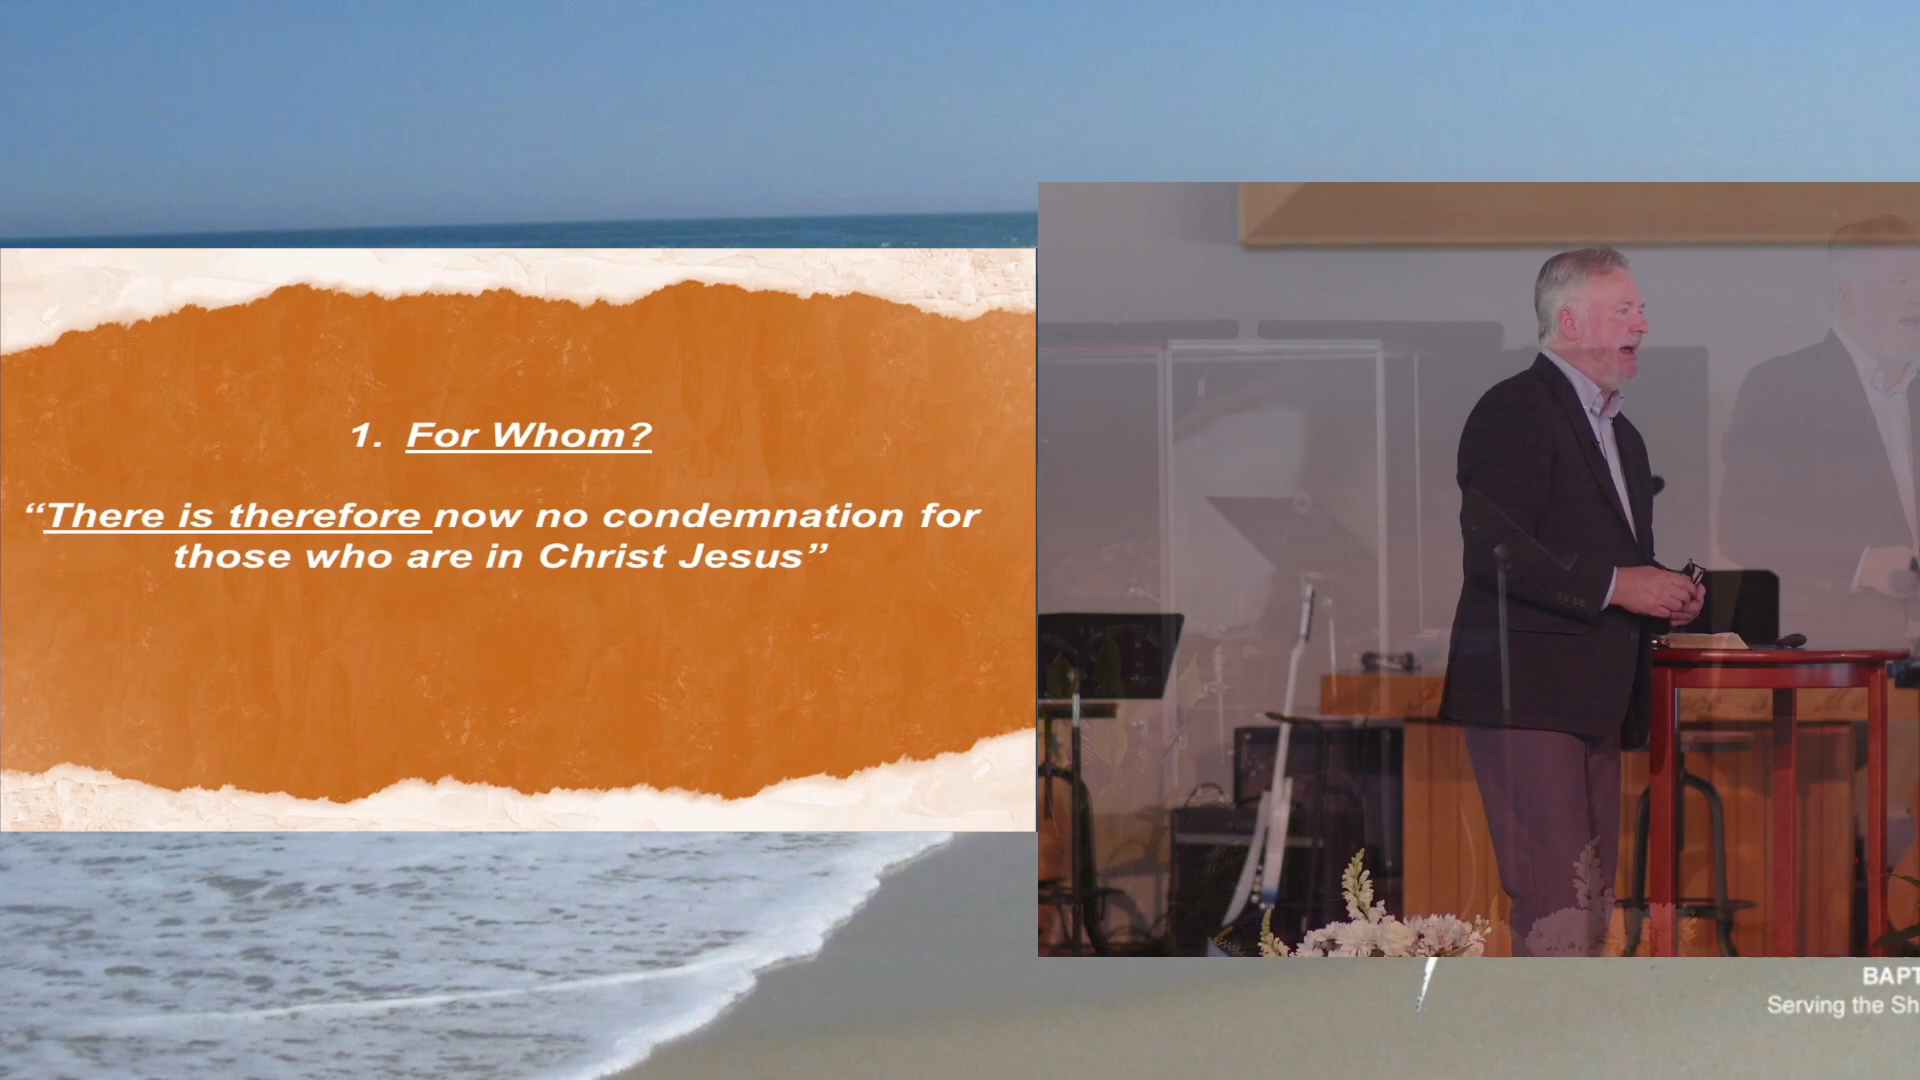 1. For Whom?
“There is therefore now no condemnation for
those who are in Christ Jesus”
BAPT
Serving the Sh